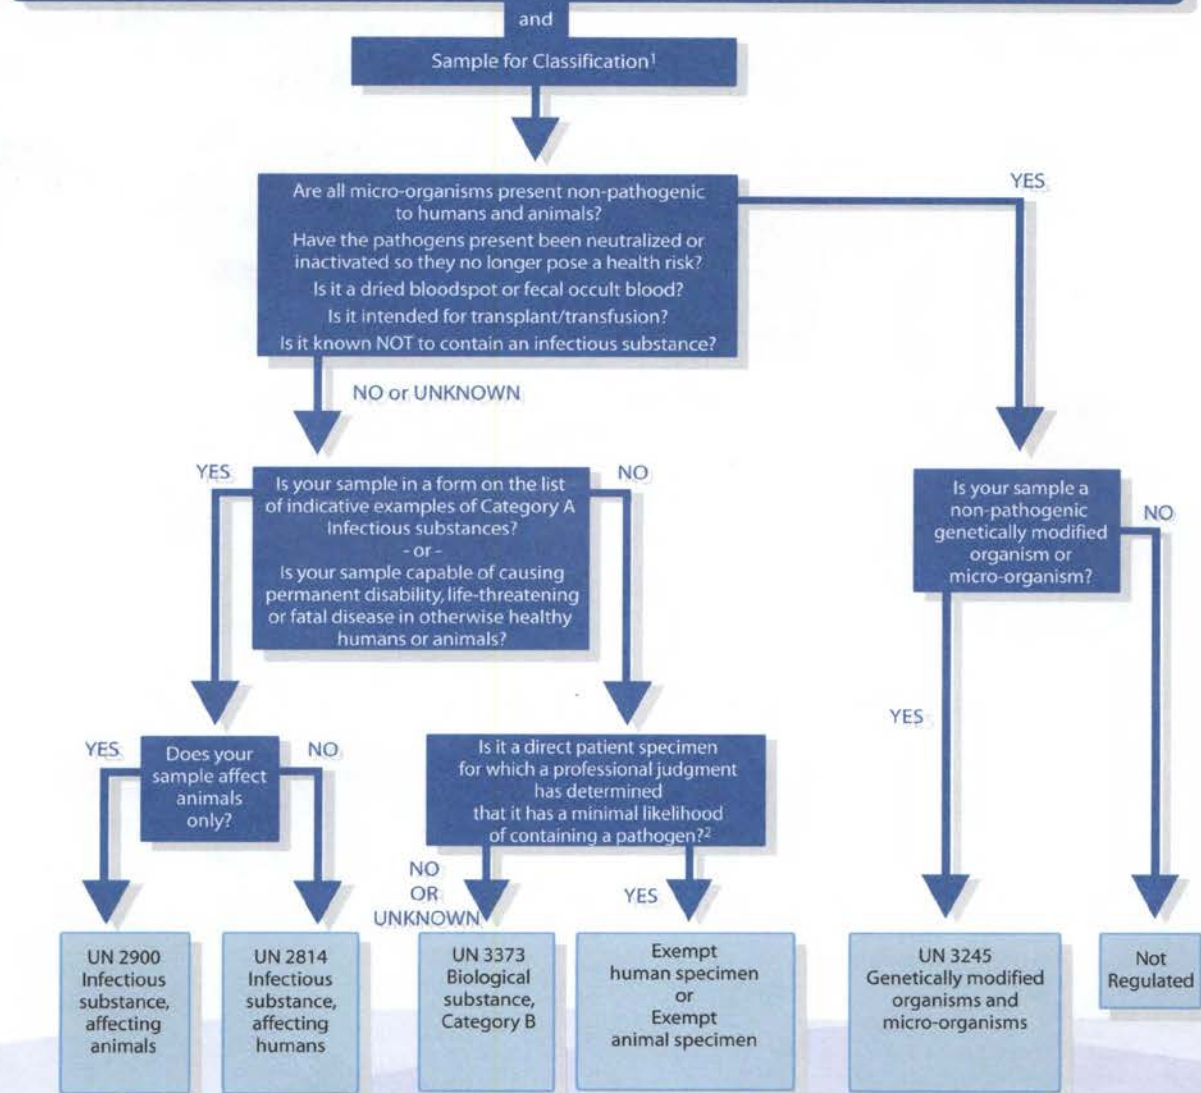 and
Sample for Classification¹
Are all micro-organisms present non-pathogenic
to humans and animals?
Have the pathogens present been neutralized or
inactivated so they no longer pose a health risk?
Is it a dried bloodspot or fecal occult blood?
Is it intended for transplant/transfusion?
Is it known NOT to contain an infectious substance?
YES
NO or UNKNOWN
YES
Is your sample in a form on the list
of indicative examples of Category A
Infectious substances?
- or -
Is your sample capable of causing
permanent disability, life-threatening
or fatal disease in otherwise healthy
humans or animals?
NO
Is your sample a
non-pathogenic
genetically modified
organism or
micro-organism?
NO
YES
YES
Does your
sample affect
animals
only?
NO
Is it a direct patient specimen
for which a professional judgment
has determined
that it has a minimal likelihood
of containing a pathogen?²
NO
OR
UNKNOWN
YES
UN 2900
Infectious
substance,
affecting
animals
UN 2814
Infectious
substance,
affecting
humans
UN 3373
Biological
substance,
Category B
Exempt
human specimen
or
Exempt
animal specimen
UN 3245
Genetically modified
organisms and
micro-organisms
Not
Regulated